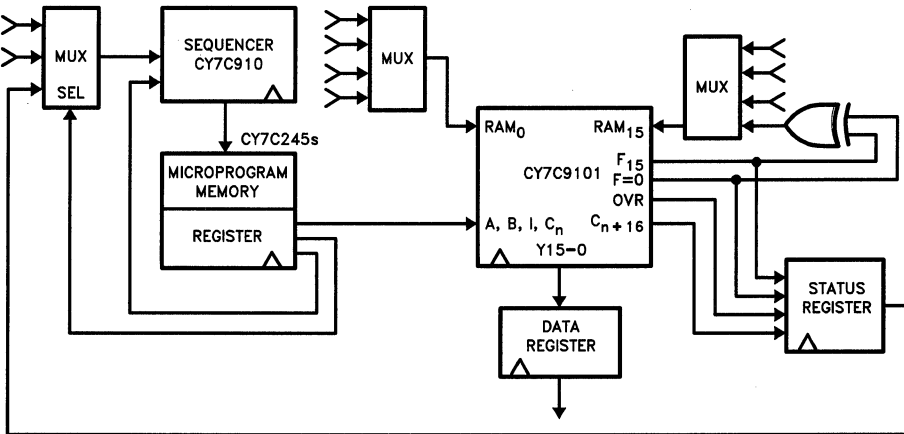 MUX
SEL
SEQUENCER
CY7C910
CY7C245s
MICROPROGRAM
MEMORY
REGISTER
MUX
RAM0
RAM15
CY7C9101
F15
F=0
OVR
A, B, I, Cn
Cn+16
Y15-0
MUX
DATA
REGISTER
STATUS
REGISTER